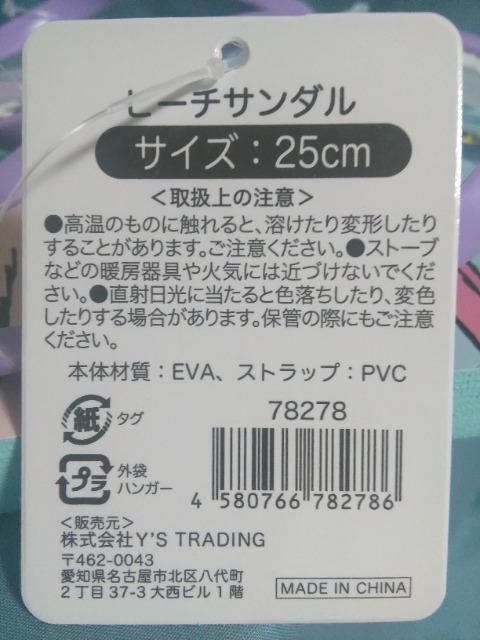 ビーチサンダル
サイズ：25cm
＜取扱上の注意＞
●高温のものに触れると、溶けたり変形したり
することがあります。ご注意ください。●ストーブ
などの暖房器具や火気には近づけないでくだ
さい。●直射日光に当たると色落ちしたり、変色
したりする場合があります。保管の際にもご注意
ください。
本体材質：EVA、ストラップ：PVC
紙 タグ
プラ 外袋
ハンガー
78278
4 580766 782786
＜販売元＞
株式会社Y'S TRADING
〒462-0043
愛知県名古屋市北区八代町
2丁目37-3大西ビル1階
MADE IN CHINA